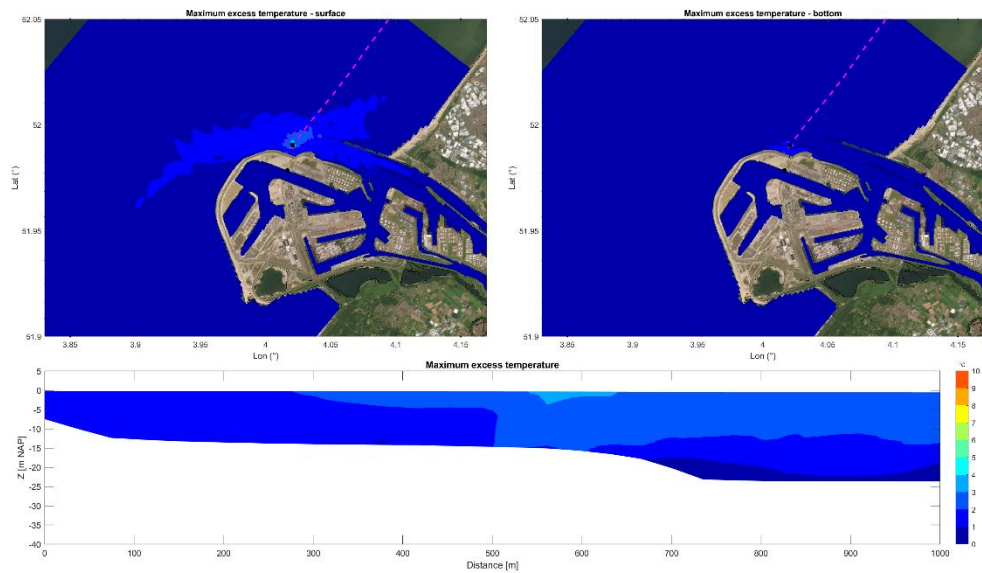 Maximum excess temperature - surface
52.05
52
51.95
51.9
Lat (°)
3.85 3.9 3.95 4 4.05 4.1 4.15
Lon (°)
Maximum excess temperature - bottom
52.05
52
51.95
51.9
Lat (°)
3.85 3.9 3.95 4 4.05 4.1 4.15
Lon (°)
Maximum excess temperature
5
0
-5
-10
-15
-20
-25
-30
-35
-40
Z [m NAP]
0 100 200 300 400 500 600 700 800 900 1000
Distance [m]
°C
10
9
8
7
6
5
4
3
2
1
0